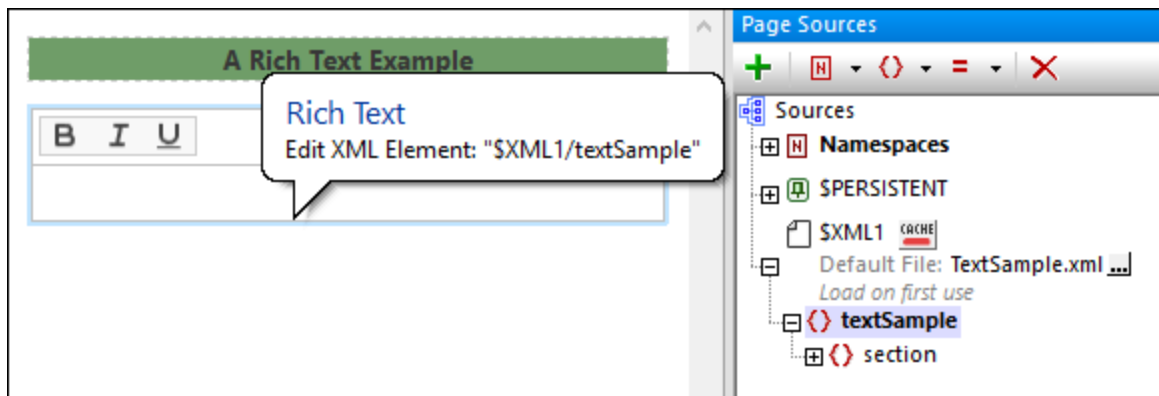 A Rich Text Example
Rich Text
Edit XML Element: "$XML1/textSample"
B I U
Page Sources
N {} =
Sources
N Namespaces
$PERSISTENT
$XML1 CACHE
Default File: TextSample.xml ...
Load on first use
{} textSample
{} section